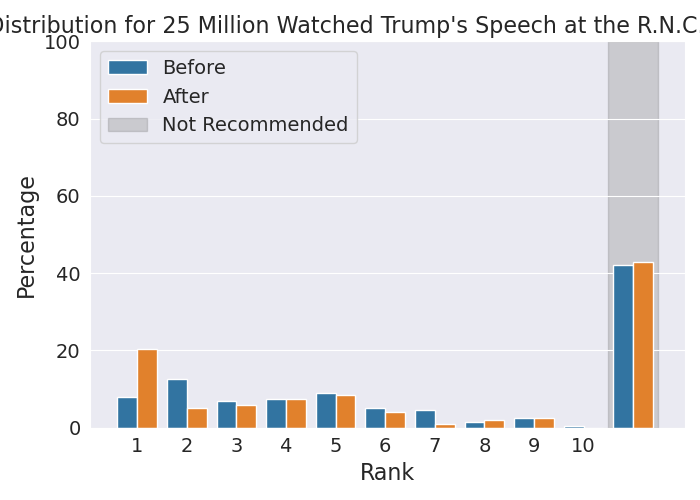 Distribution for 25 Million Watched Trump's Speech at the R.N.C.
100
80
60
40
20
0
Percentage
Before
After
Not Recommended
1 2 3 4 5 6 7 8 9 10
Rank